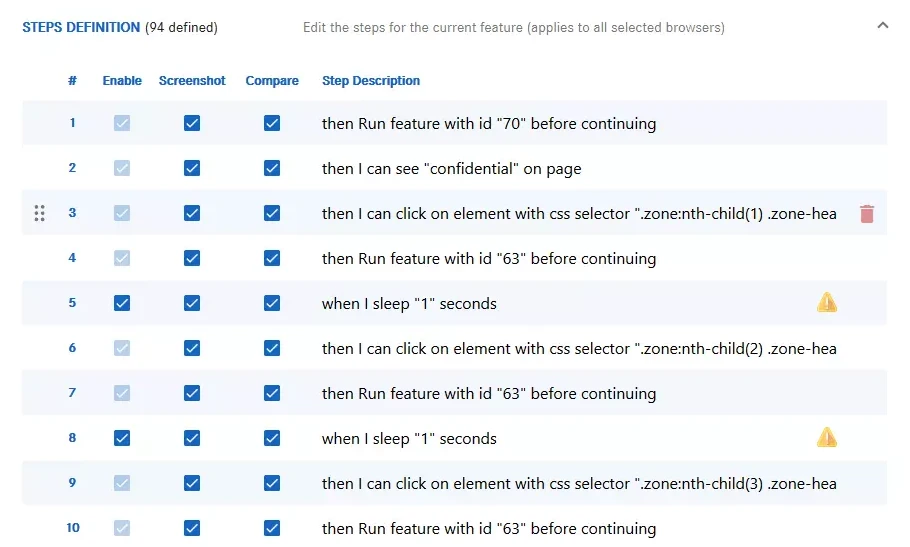 STEPS DEFINITION (94 defined) Edit the steps for the current feature (applies to all selected browsers)
# Enable Screenshot Compare Step Description
1 then Run feature with id "70" before continuing
2 then I can see "confidential" on page
3 then I can click on element with css selector ".zone:nth-child(1) .zone-hea
4 then Run feature with id "63" before continuing
5 when I sleep "1" seconds
6 then I can click on element with css selector ".zone:nth-child(2) .zone-hea
7 then Run feature with id "63" before continuing
8 when I sleep "1" seconds
9 then I can click on element with css selector ".zone:nth-child(3) .zone-hea
10 then Run feature with id "63" before continuing